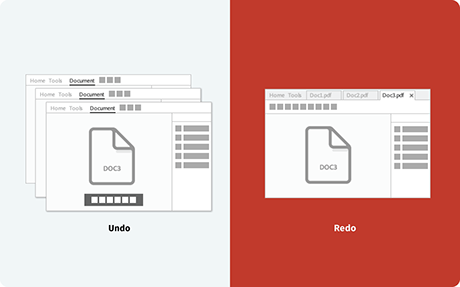 Home Tools Document
Home Tools Document
Home Tools Document
DOC3
Undo
Home Tools Doc1.pdf Doc2.pdf Doc3.pdf ×
DOC3
Redo